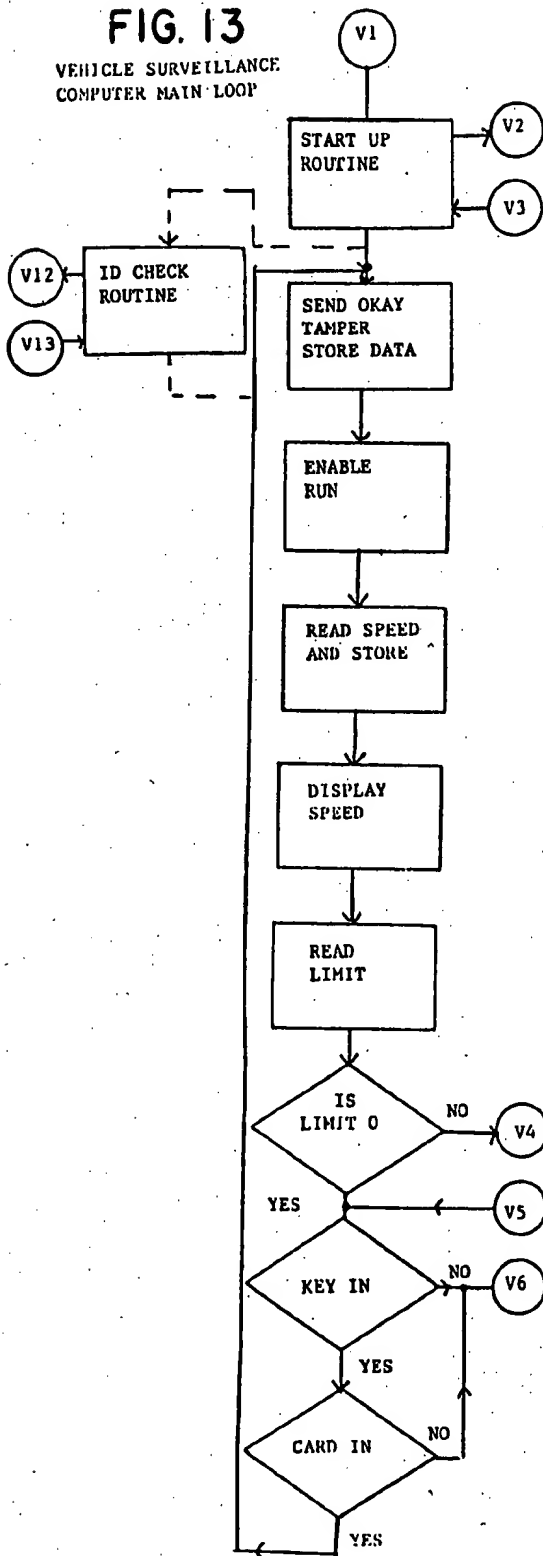 FIG. 13
VEHICLE SURVEILLANCE
COMPUTER MAIN LOOP
V1
START UP
ROUTINE
V2
V3
V12
V13
ID CHECK
ROUTINE
SEND OKAY
TAMPER
STORE DATA
ENABLE
RUN
READ SPEED
AND STORE
DISPLAY
SPEED
READ
LIMIT
IS
LIMIT 0
NO
V4
YES
V5
KEY IN
NO
V6
YES
CARD IN
NO
YES